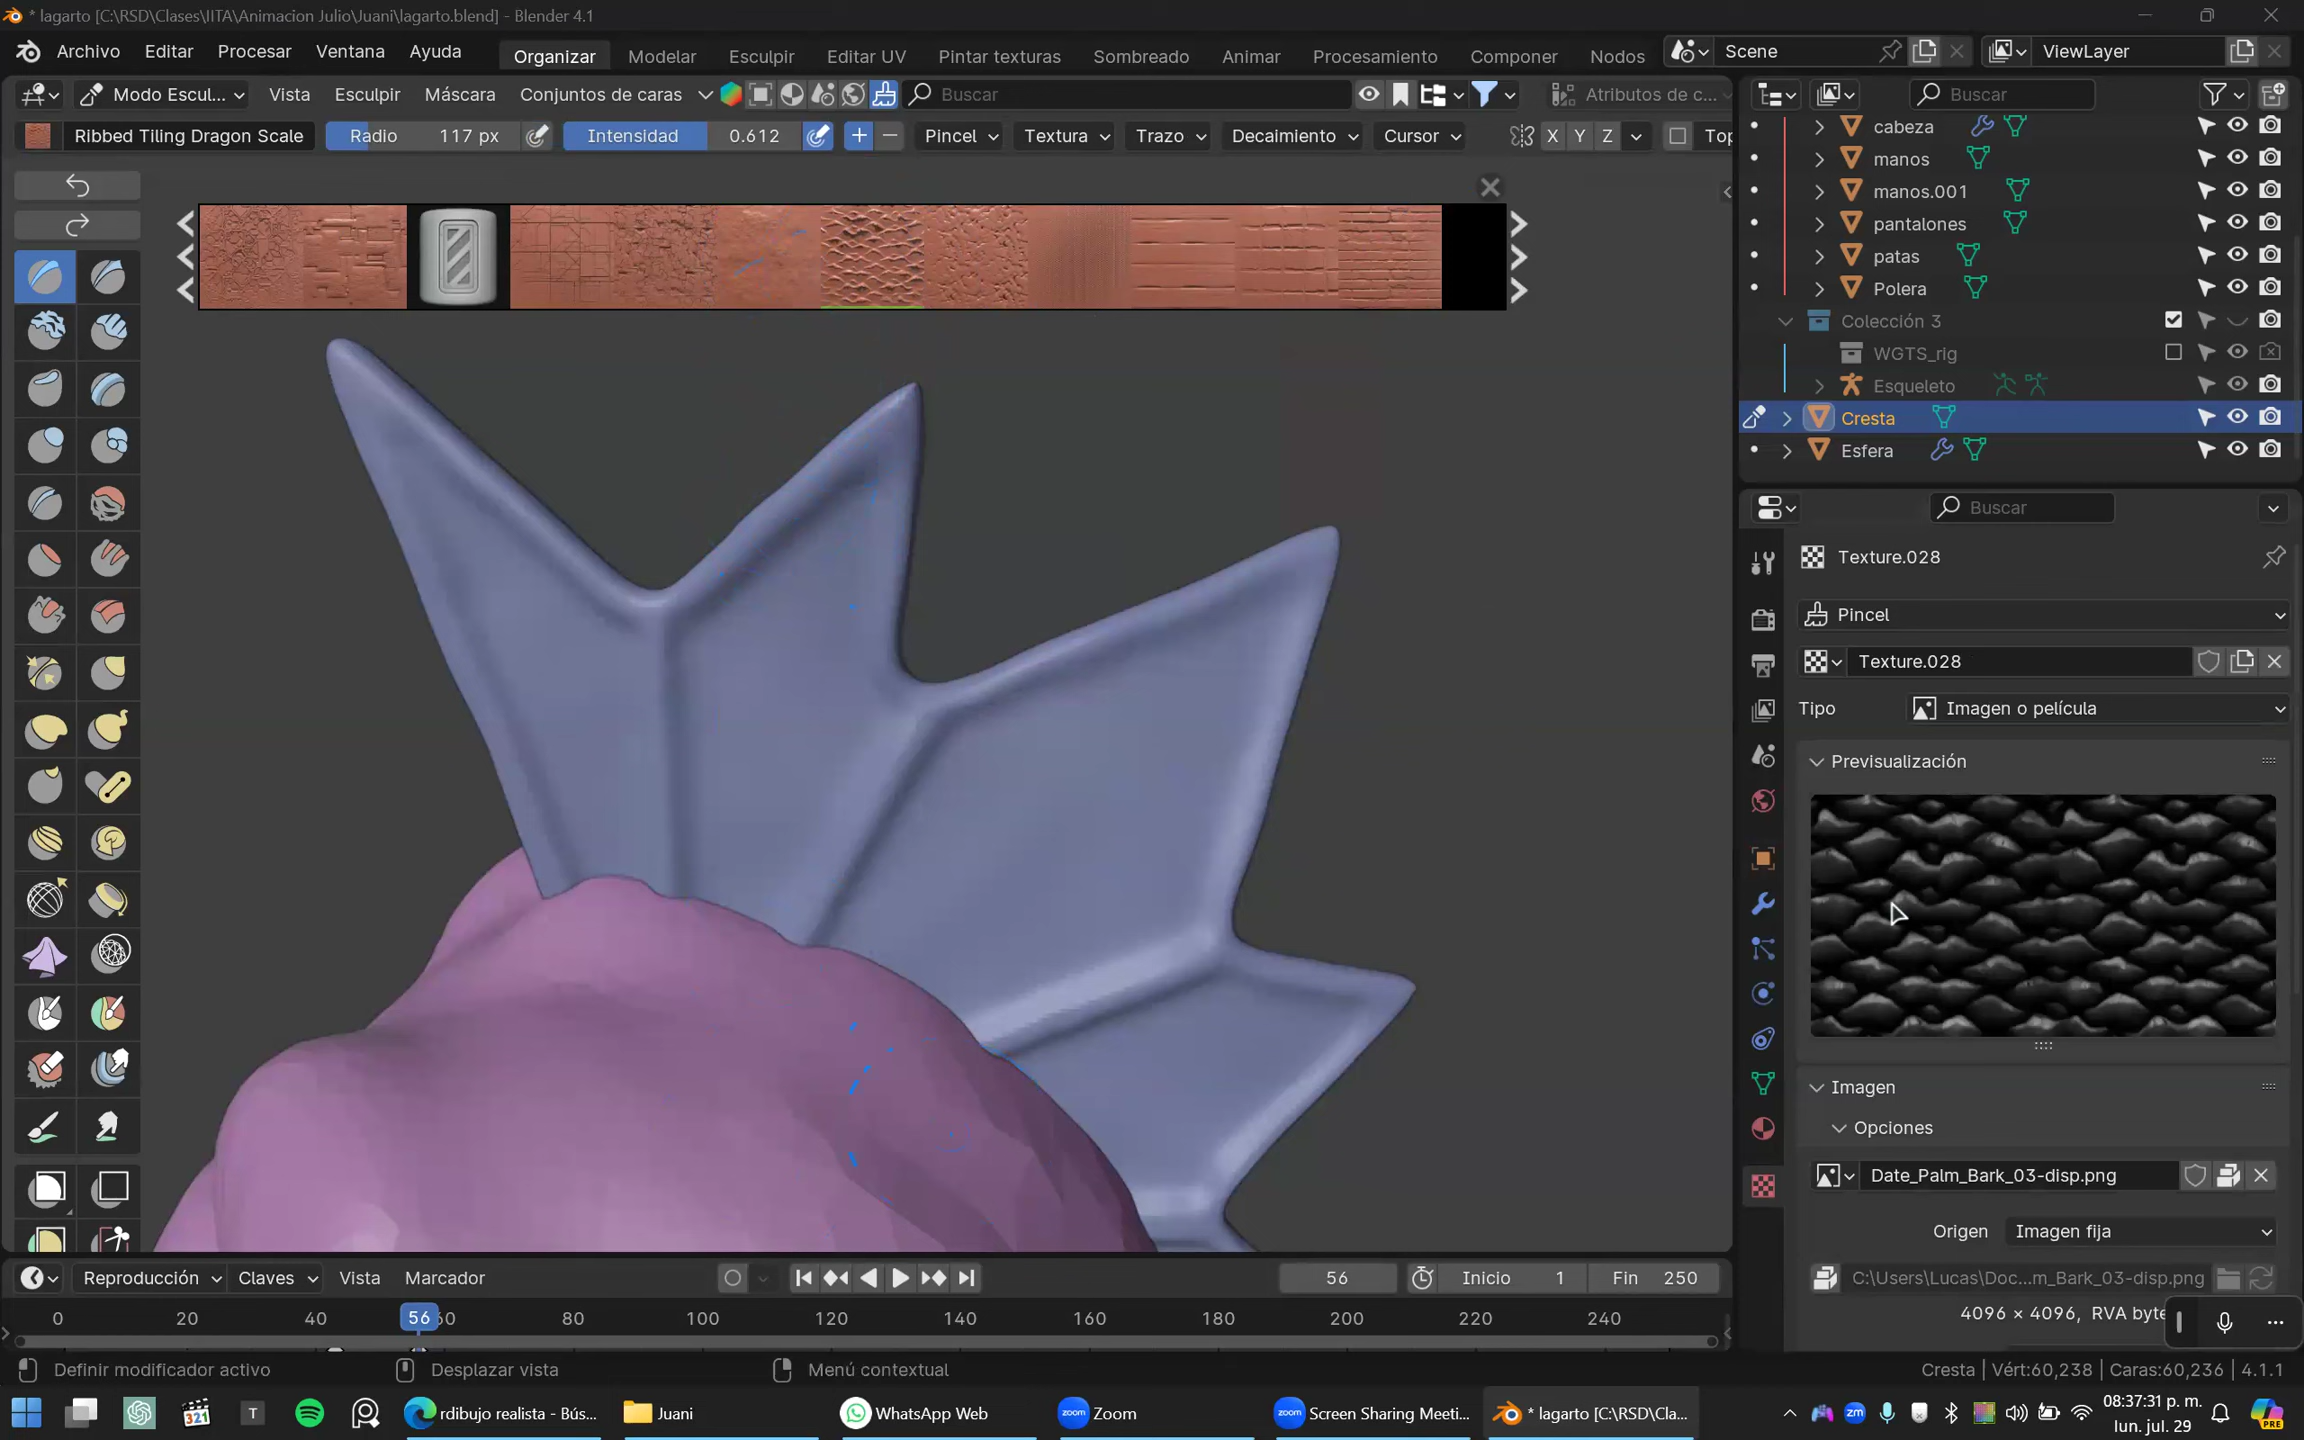 * lagarto [C:\RSD\Clases\IITA\Animacion Julio\Juani\lagarto.blend] - Blender 4.1
Archivo Editar Procesar Ventana Ayuda Organizar Modelar Esculpir Editar UV Pintar texturas Sombreado Animar Procesamiento Componer Nodos Scene ViewLayer
Modo Escul... Vista Esculpir Máscara Conjuntos de caras Buscar Atributos de c... Buscar
Ribbed Tiling Dragon Scale Radio 117 px Intensidad 0.612 Pincel Textura Trazo Decaimiento Cursor X Y Z Top
cabeza
manos
manos.001
pantalones
patas
Polera
Colección 3
WGTS_rig
Esqueleto
Cresta
Esfera
Buscar
Texture.028
Pincel
Texture.028
Tipo Imagen o película
Previsualización
Imagen
Opciones
Date_Palm_Bark_03-disp.png
Origen Imagen fija
C:\Users\Lucas\Doc...m_Bark_03-disp.png
4096 × 4096, RVA byte
Reproducción Claves Vista Marcador 56 Inicio 1 Fin 250
0 20 40 56 60 80 100 120 140 160 180 200 220 240
Definir modificador activo Desplazar vista Menú contextual Cresta | Vért:60,238 | Caras:60,236 | 4.1.1
321 T rdibujo realista - Bús... Juani WhatsApp Web zoom Zoom zoom Screen Sharing Meeti... * lagarto [C:\RSD\Cla... zm 08:37:31 p. m. PRE
lun. jul. 29